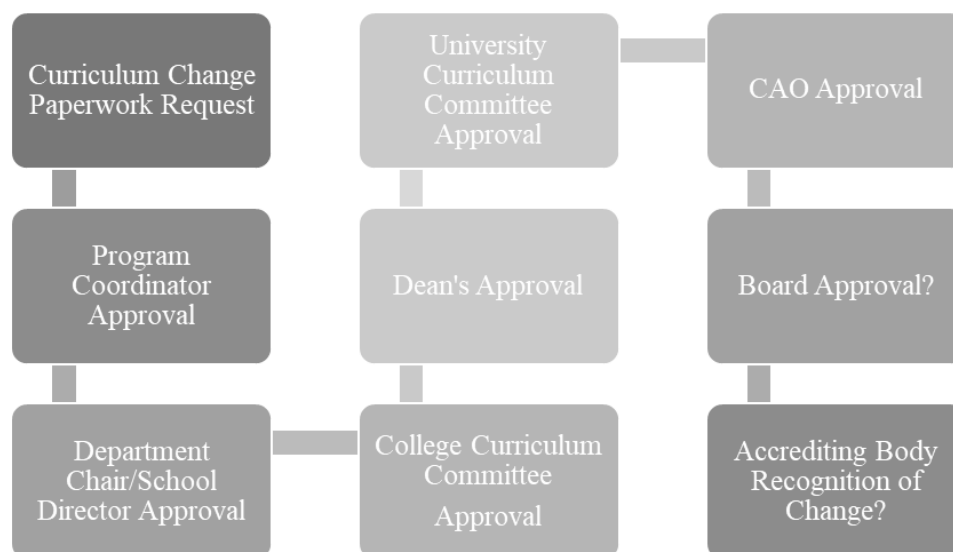 Curriculum Change
Paperwork Request
Program
Coordinator
Approval
Department
Chair/School
Director Approval
College Curriculum
Committee
Approval
Dean's Approval
University
Curriculum
Committee
Approval
CAO Approval
Board Approval?
Accrediting Body
Recognition of
Change?